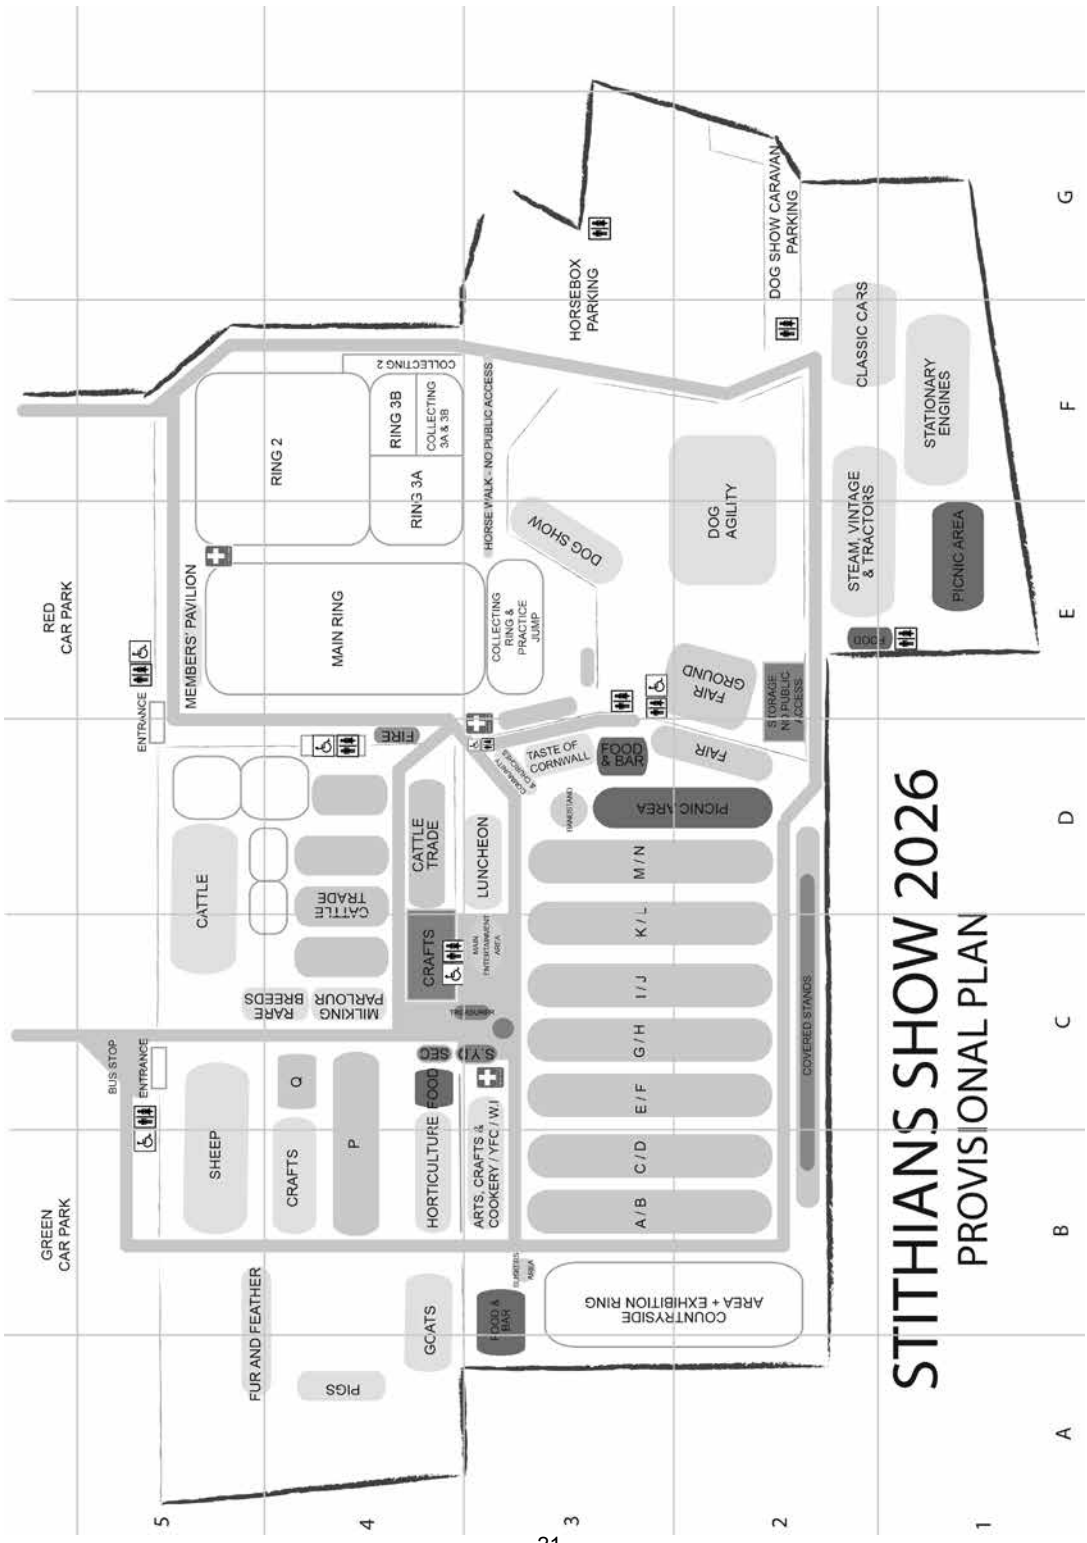 STITHIANS SHOW 2026
PROVISIONAL PLAN
GREEN
CAR PARK
BUS STOP
ENTRANCE
RED
CAR PARK
ENTRANCE
MEMBERS' PAVILION
FUR AND FEATHER
PIGS
GOATS
FOOD &
BAR
AREA
COUNTRYSIDE
AREA + EXHIBITION RING
SHEEP
CRAFTS
Q
P
HORTICULTURE
FOOD
SEC
S.Y.D
ARTS, CRAFTS &
COOKERY / YFC / W.I
RARE
BREEDS
MILKING
PARLOUR
CATTLE
CATTLE
TRADE
CATTLE
TRADE
CRAFTS
TREASURER
MAIN
ENTERTAINMENT
AREA
LUNCHEON
FIRE
COMMUNITY
& CHURCHES
TASTE OF
CORNWALL
FOOD
& BAR
BANDSTAND
PICNIC AREA
A / B
C / D
E / F
G / H
I / J
K / L
M / N
COVERED STANDS
FAIR
FAIR
GROUND
STORAGE
NO PUBLIC
ACCESS
MAIN RING
COLLECTING
RING &
PRACTICE
JUMP
RING 2
RING 3A
RING 3B
COLLECTING
3A & 3B
COLLECTING 2
HORSE WALK - NO PUBLIC ACCESS
DOG SHOW
DOG
AGILITY
HORSEBOX
PARKING
DOG SHOW CARAVAN
PARKING
FOOD
STEAM, VINTAGE
& TRACTORS
CLASSIC CARS
STATIONARY
ENGINES
PICNIC AREA
A
B
C
D
E
F
G
5
4
3
2
1